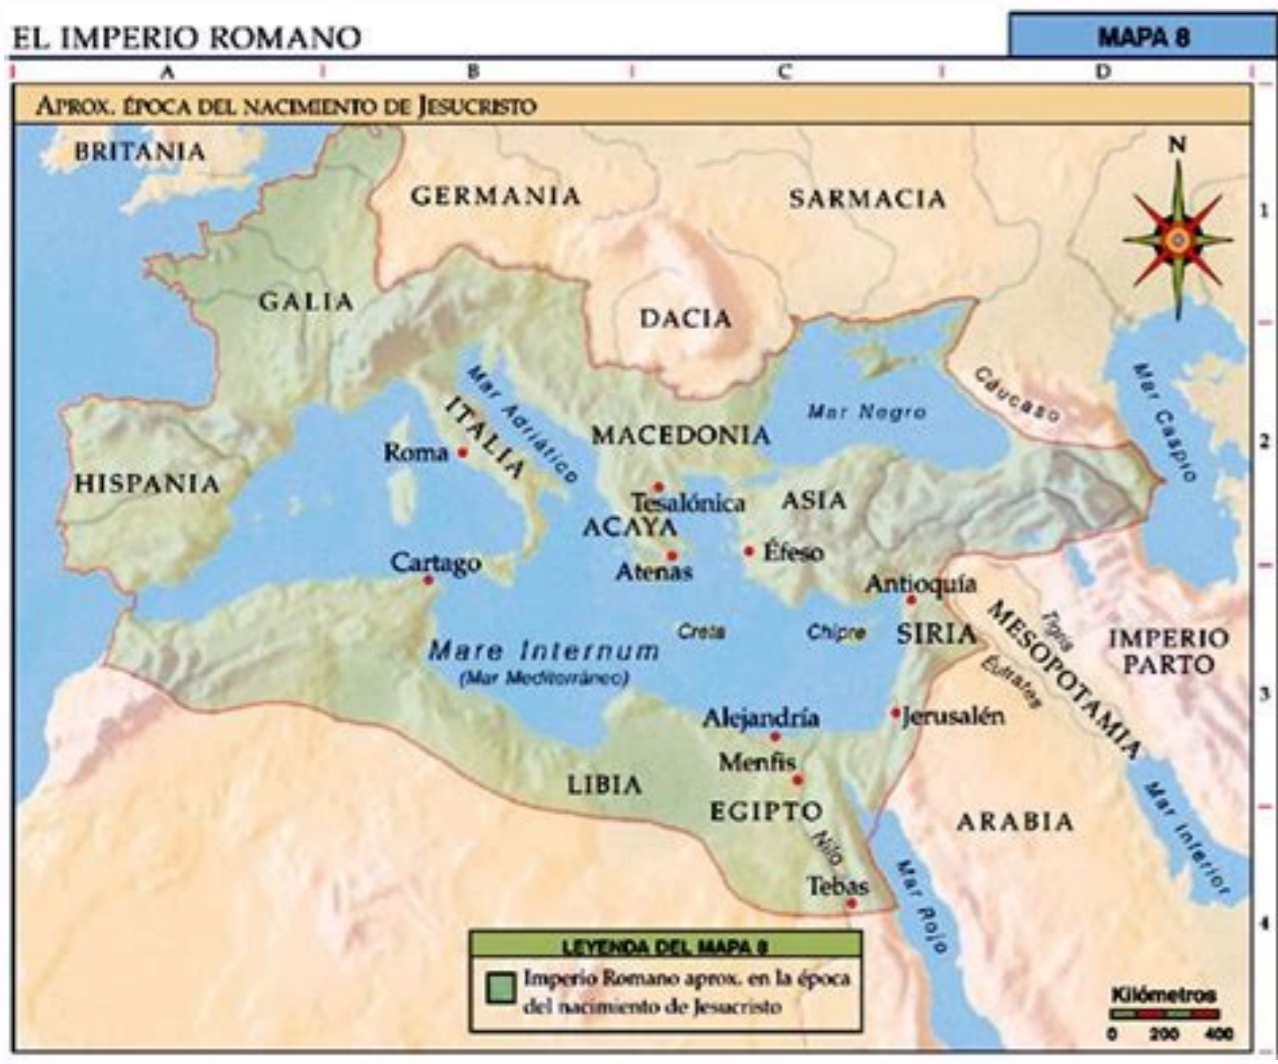 EL IMPERIO ROMANO
MAPA 8
A
B
C
D
APROX. ÉPOCA DEL NACIMIENTO DE JESUCRISTO
BRITANIA
N
GERMANIA
SARMACIA
1
GALIA
DACIA
Mar Adriático
Cáucaso
Mar Caspio
ITALIA
Mar Negro
MACEDONIA
2
Roma
HISPANIA
Tesalónica
ASIA
ACAYA
Éfeso
Cartago
Atenas
Antioquía
Creta
Chipre
SIRIA
MESOPOTAMIA
Tigris
IMPERIO
PARTO
Mare Internum
(Mar Mediterráneo)
Éufrates
3
Alejandría
Jerusalén
Menfis
LIBIA
EGIPTO
ARABIA
Mar Inferior
Nilo
Tebas
Mar Rojo
4
LEYENDA DEL MAPA 8
Imperio Romano aprox. en la época
del nacimiento de Jesucristo
Kilómetros
0 200 400